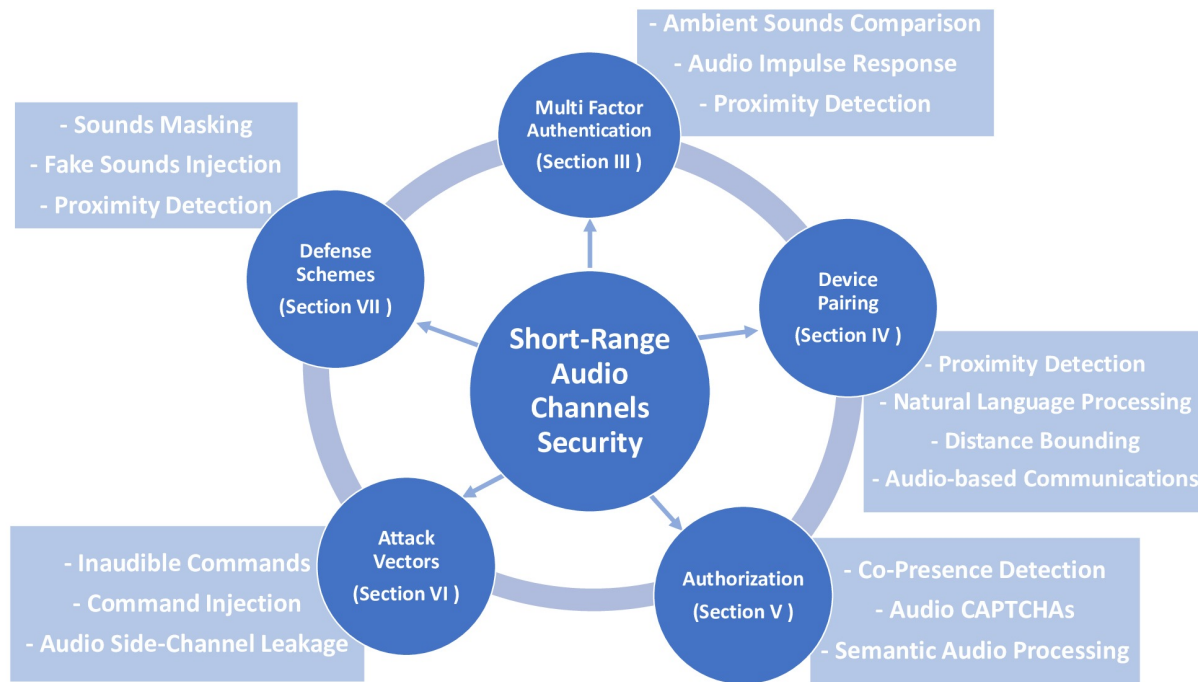 - Ambient Sounds Comparison
- Audio Impulse Response
- Proximity Detection
Multi Factor
Authentication
(Section III )
- Sounds Masking
- Fake Sounds Injection
- Proximity Detection
Defense
Schemes
(Section VII )
Device
Pairing
(Section IV )
- Proximity Detection
- Natural Language Processing
- Distance Bounding
- Audio-based Communications
Short-Range
Audio
Channels
Security
Attack
Vectors
(Section VI )
- Inaudible Commands
- Command Injection
- Audio Side-Channel Leakage
Authorization
(Section V )
- Co-Presence Detection
- Audio CAPTCHAs
- Semantic Audio Processing